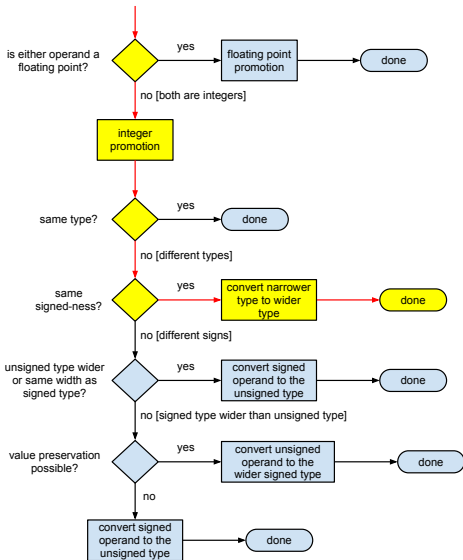 is either operand a
floating point?
yes
floating point
promotion
done
no [both are integers]
integer
promotion
same type?
yes
done
no [different types]
same
signed-ness?
yes
convert narrower
type to wider
type
done
no [different signs]
unsigned type wider
or same width as
signed type?
yes
convert signed
operand to the
unsigned type
done
no [signed type wider than unsigned type]
value preservation
possible?
yes
convert unsigned
operand to the
wider signed type
done
no
convert signed
operand to the
unsigned type
done